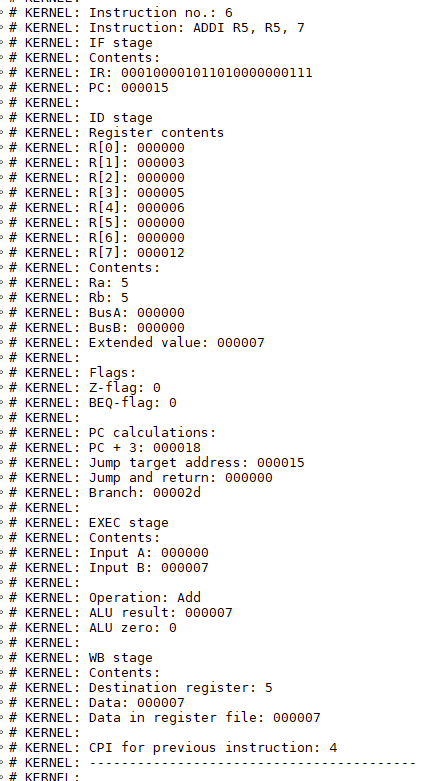 # KERNEL:
# KERNEL: Instruction no.: 6
# KERNEL: Instruction: ADDI R5, R5, 7
# KERNEL: IF stage
# KERNEL: Contents:
# KERNEL: IR: 000100001011010000000111
# KERNEL: PC: 000015
# KERNEL:
# KERNEL: ID stage
# KERNEL: Register contents
# KERNEL: R[0]: 000000
# KERNEL: R[1]: 000003
# KERNEL: R[2]: 000000
# KERNEL: R[3]: 000005
# KERNEL: R[4]: 000006
# KERNEL: R[5]: 000000
# KERNEL: R[6]: 000000
# KERNEL: R[7]: 000012
# KERNEL: Contents:
# KERNEL: Ra: 5
# KERNEL: Rb: 5
# KERNEL: BusA: 000000
# KERNEL: BusB: 000000
# KERNEL: Extended value: 000007
# KERNEL:
# KERNEL: Flags:
# KERNEL: Z-flag: 0
# KERNEL: BEQ-flag: 0
# KERNEL:
# KERNEL: PC calculations:
# KERNEL: PC + 3: 000018
# KERNEL: Jump target address: 000015
# KERNEL: Jump and return: 000000
# KERNEL: Branch: 00002d
# KERNEL:
# KERNEL: EXEC stage
# KERNEL: Contents:
# KERNEL: Input A: 000000
# KERNEL: Input B: 000007
# KERNEL:
# KERNEL: Operation: Add
# KERNEL: ALU result: 000007
# KERNEL: ALU zero: 0
# KERNEL:
# KERNEL: WB stage
# KERNEL: Contents:
# KERNEL: Destination register: 5
# KERNEL: Data: 000007
# KERNEL: Data in register file: 000007
# KERNEL:
# KERNEL: CPI for previous instruction: 4
# KERNEL: -----------------------------------------
# KERNEL: